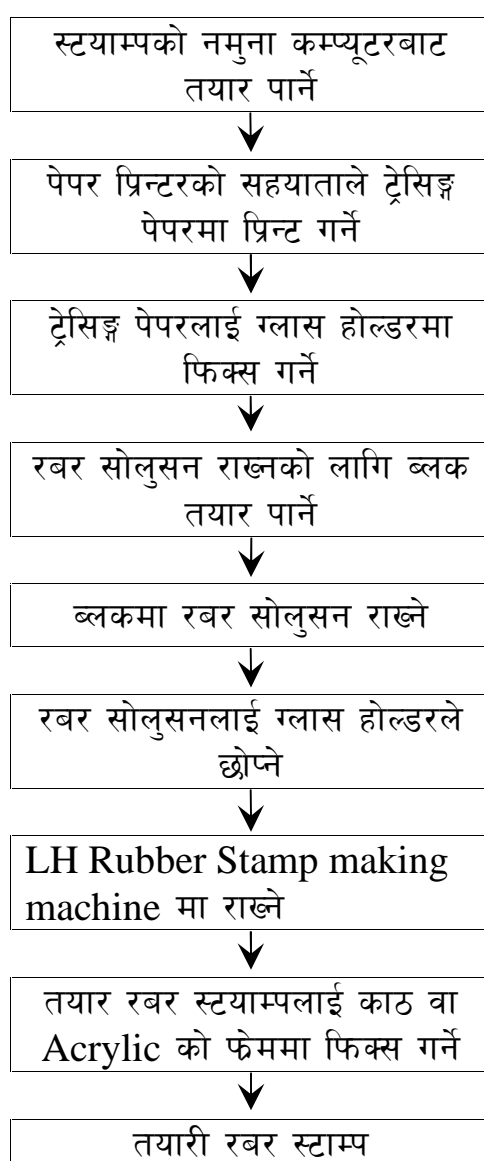 स्टयाम्पको नमुना कम्प्यूटरबाट
तयार पार्ने
पेपर प्रिन्टरको सहयाताले ट्रेसिङ्ग
पेपरमा प्रिन्ट गर्ने
ट्रेसिङ्ग पेपरलाई ग्लास होल्डरमा
फिक्स गर्ने
रबर सोलुसन राख्नको लागि ब्लक
तयार पार्ने
ब्लकमा रबर सोलुसन राख्ने
रबर सोलुसनलाई ग्लास होल्डरले
छोप्ने
LH Rubber Stamp making
machine मा राख्ने
तयार रबर स्टयाम्पलाई काठ वा
Acrylic को फ्रेममा फिक्स गर्ने
तयारी रबर स्टाम्प